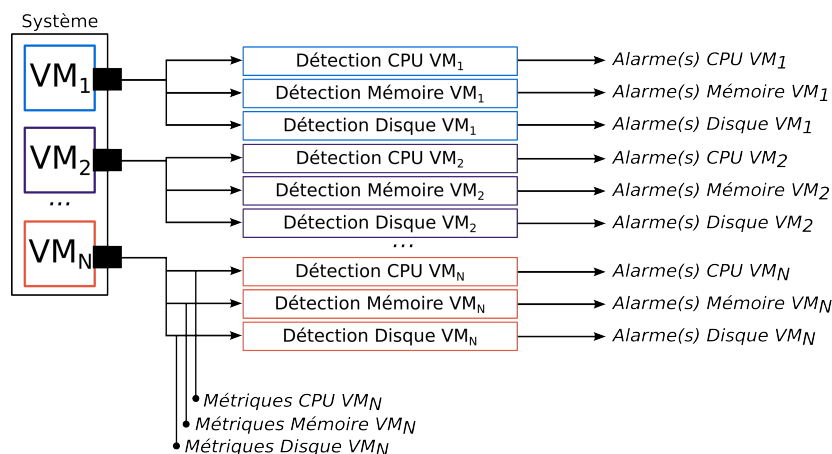 Système
VM1
Détection CPU VM1
Alarme(s) CPU VM1
Détection Mémoire VM1
Alarme(s) Mémoire VM1
Détection Disque VM1
Alarme(s) Disque VM1
VM2
Détection CPU VM2
Alarme(s) CPU VM2
Détection Mémoire VM2
Alarme(s) Mémoire VM2
Détection Disque VM2
Alarme(s) Disque VM2
...
...
VMN
Détection CPU VMN
Alarme(s) CPU VMN
Détection Mémoire VMN
Alarme(s) Mémoire VMN
Détection Disque VMN
Alarme(s) Disque VMN
Métriques CPU VMN
Métriques Mémoire VMN
Métriques Disque VMN